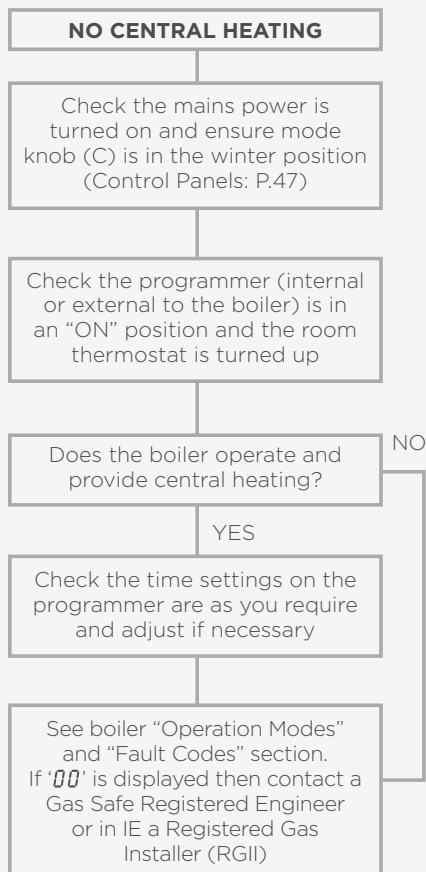 NO CENTRAL HEATING
Check the mains power is
turned on and ensure mode
knob (C) is in the winter position
(Control Panels: P.47)
Check the programmer (internal
or external to the boiler) is in
an “ON” position and the room
thermostat is turned up
Does the boiler operate and
provide central heating?
NO
YES
Check the time settings on the
programmer are as you require
and adjust if necessary
See boiler “Operation Modes”
and “Fault Codes” section.
If ‘00’ is displayed then contact a
Gas Safe Registered Engineer
or in IE a Registered Gas
Installer (RGII)